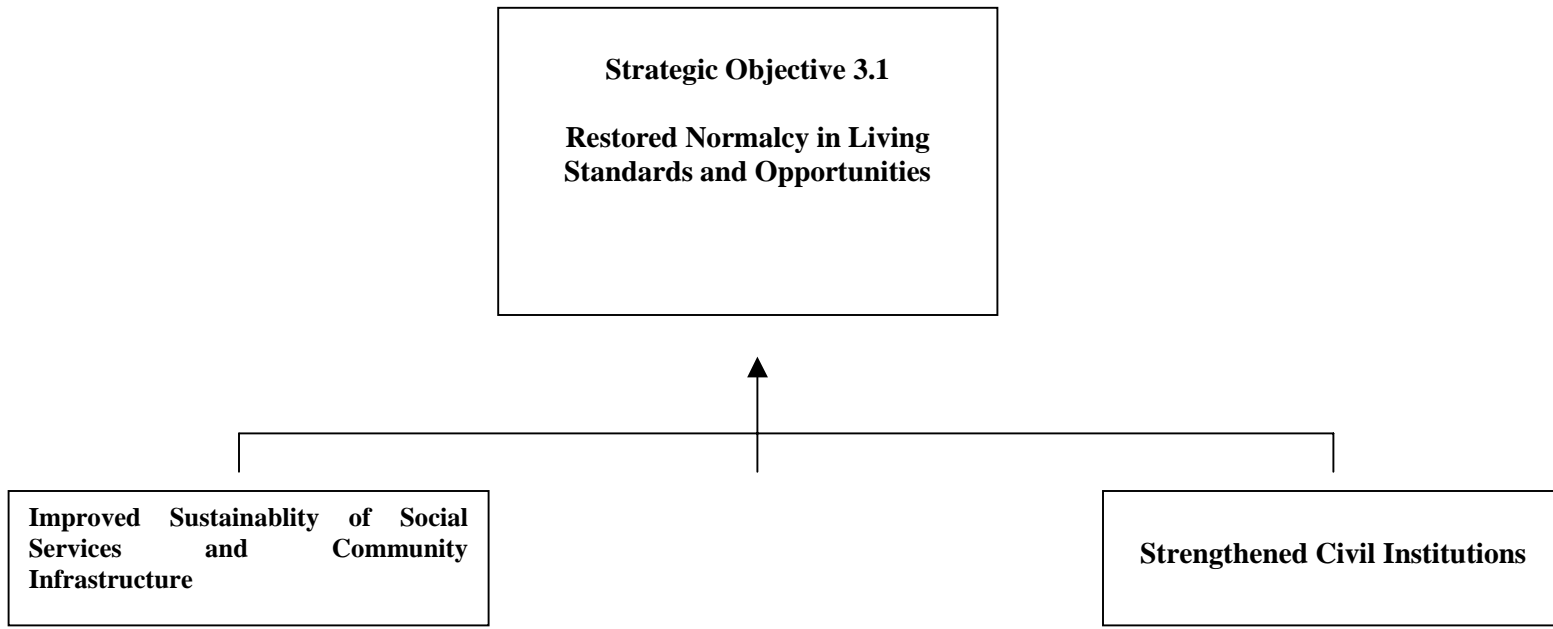 Strategic Objective 3.1
Restored Normalcy in Living
Standards and Opportunities
Improved Sustainablity of Social
Services and Community
Infrastructure
Strengthened Civil Institutions